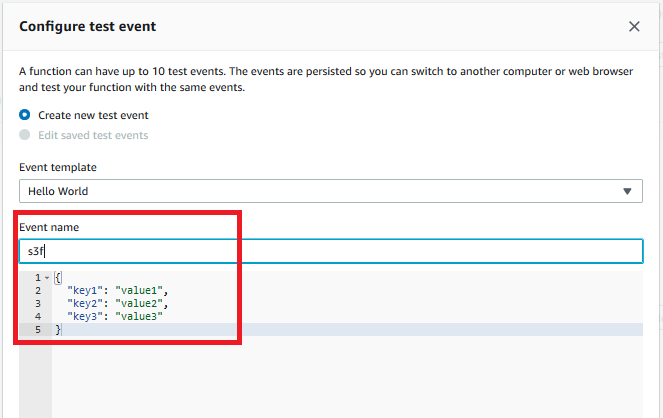 Configure test event
A function can have up to 10 test events. The events are persisted so you can switch to another computer or web browser
and test your function with the same events.
Create new test event
Edit saved test events
Event template
Hello World
Event name
s3f
1 {
2 "key1": "value1",
3 "key2": "value2",
4 "key3": "value3"
5 }